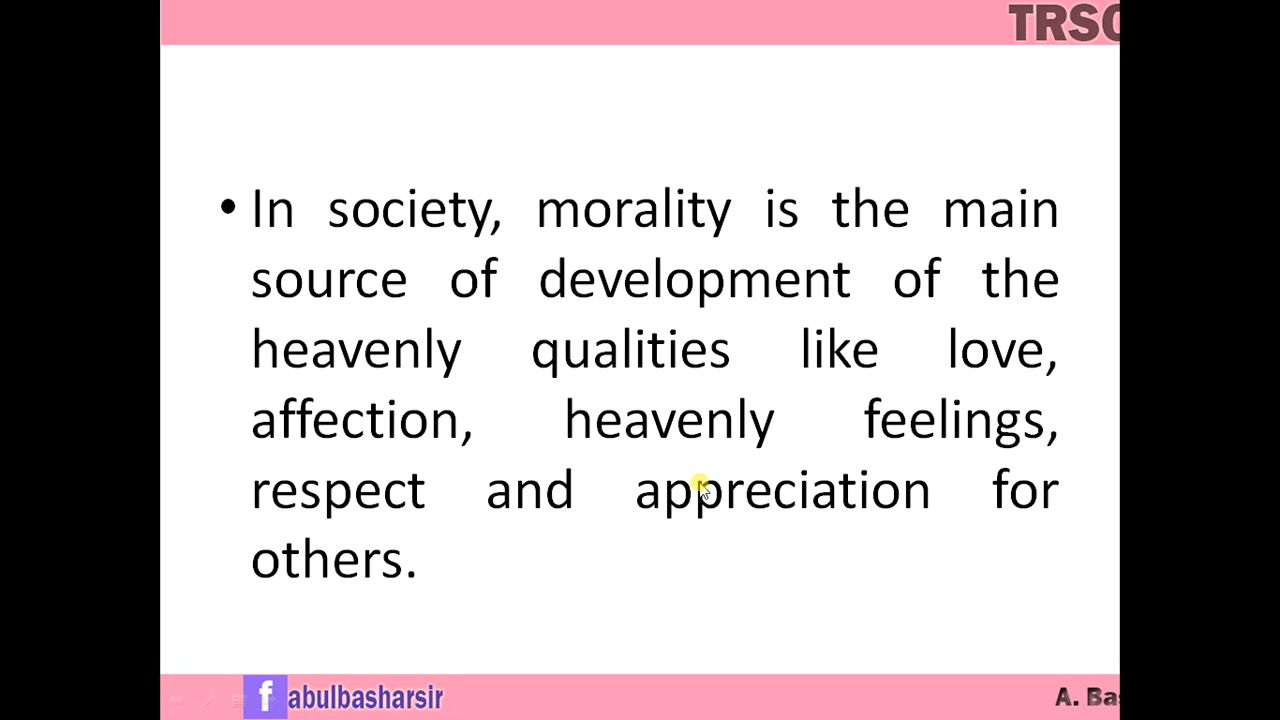 TRSC
• In society, morality is the main
source of development of the
heavenly qualities like love,
affection, heavenly feelings,
respect and appreciation for
others.
f abulbasharsir
A. Bas